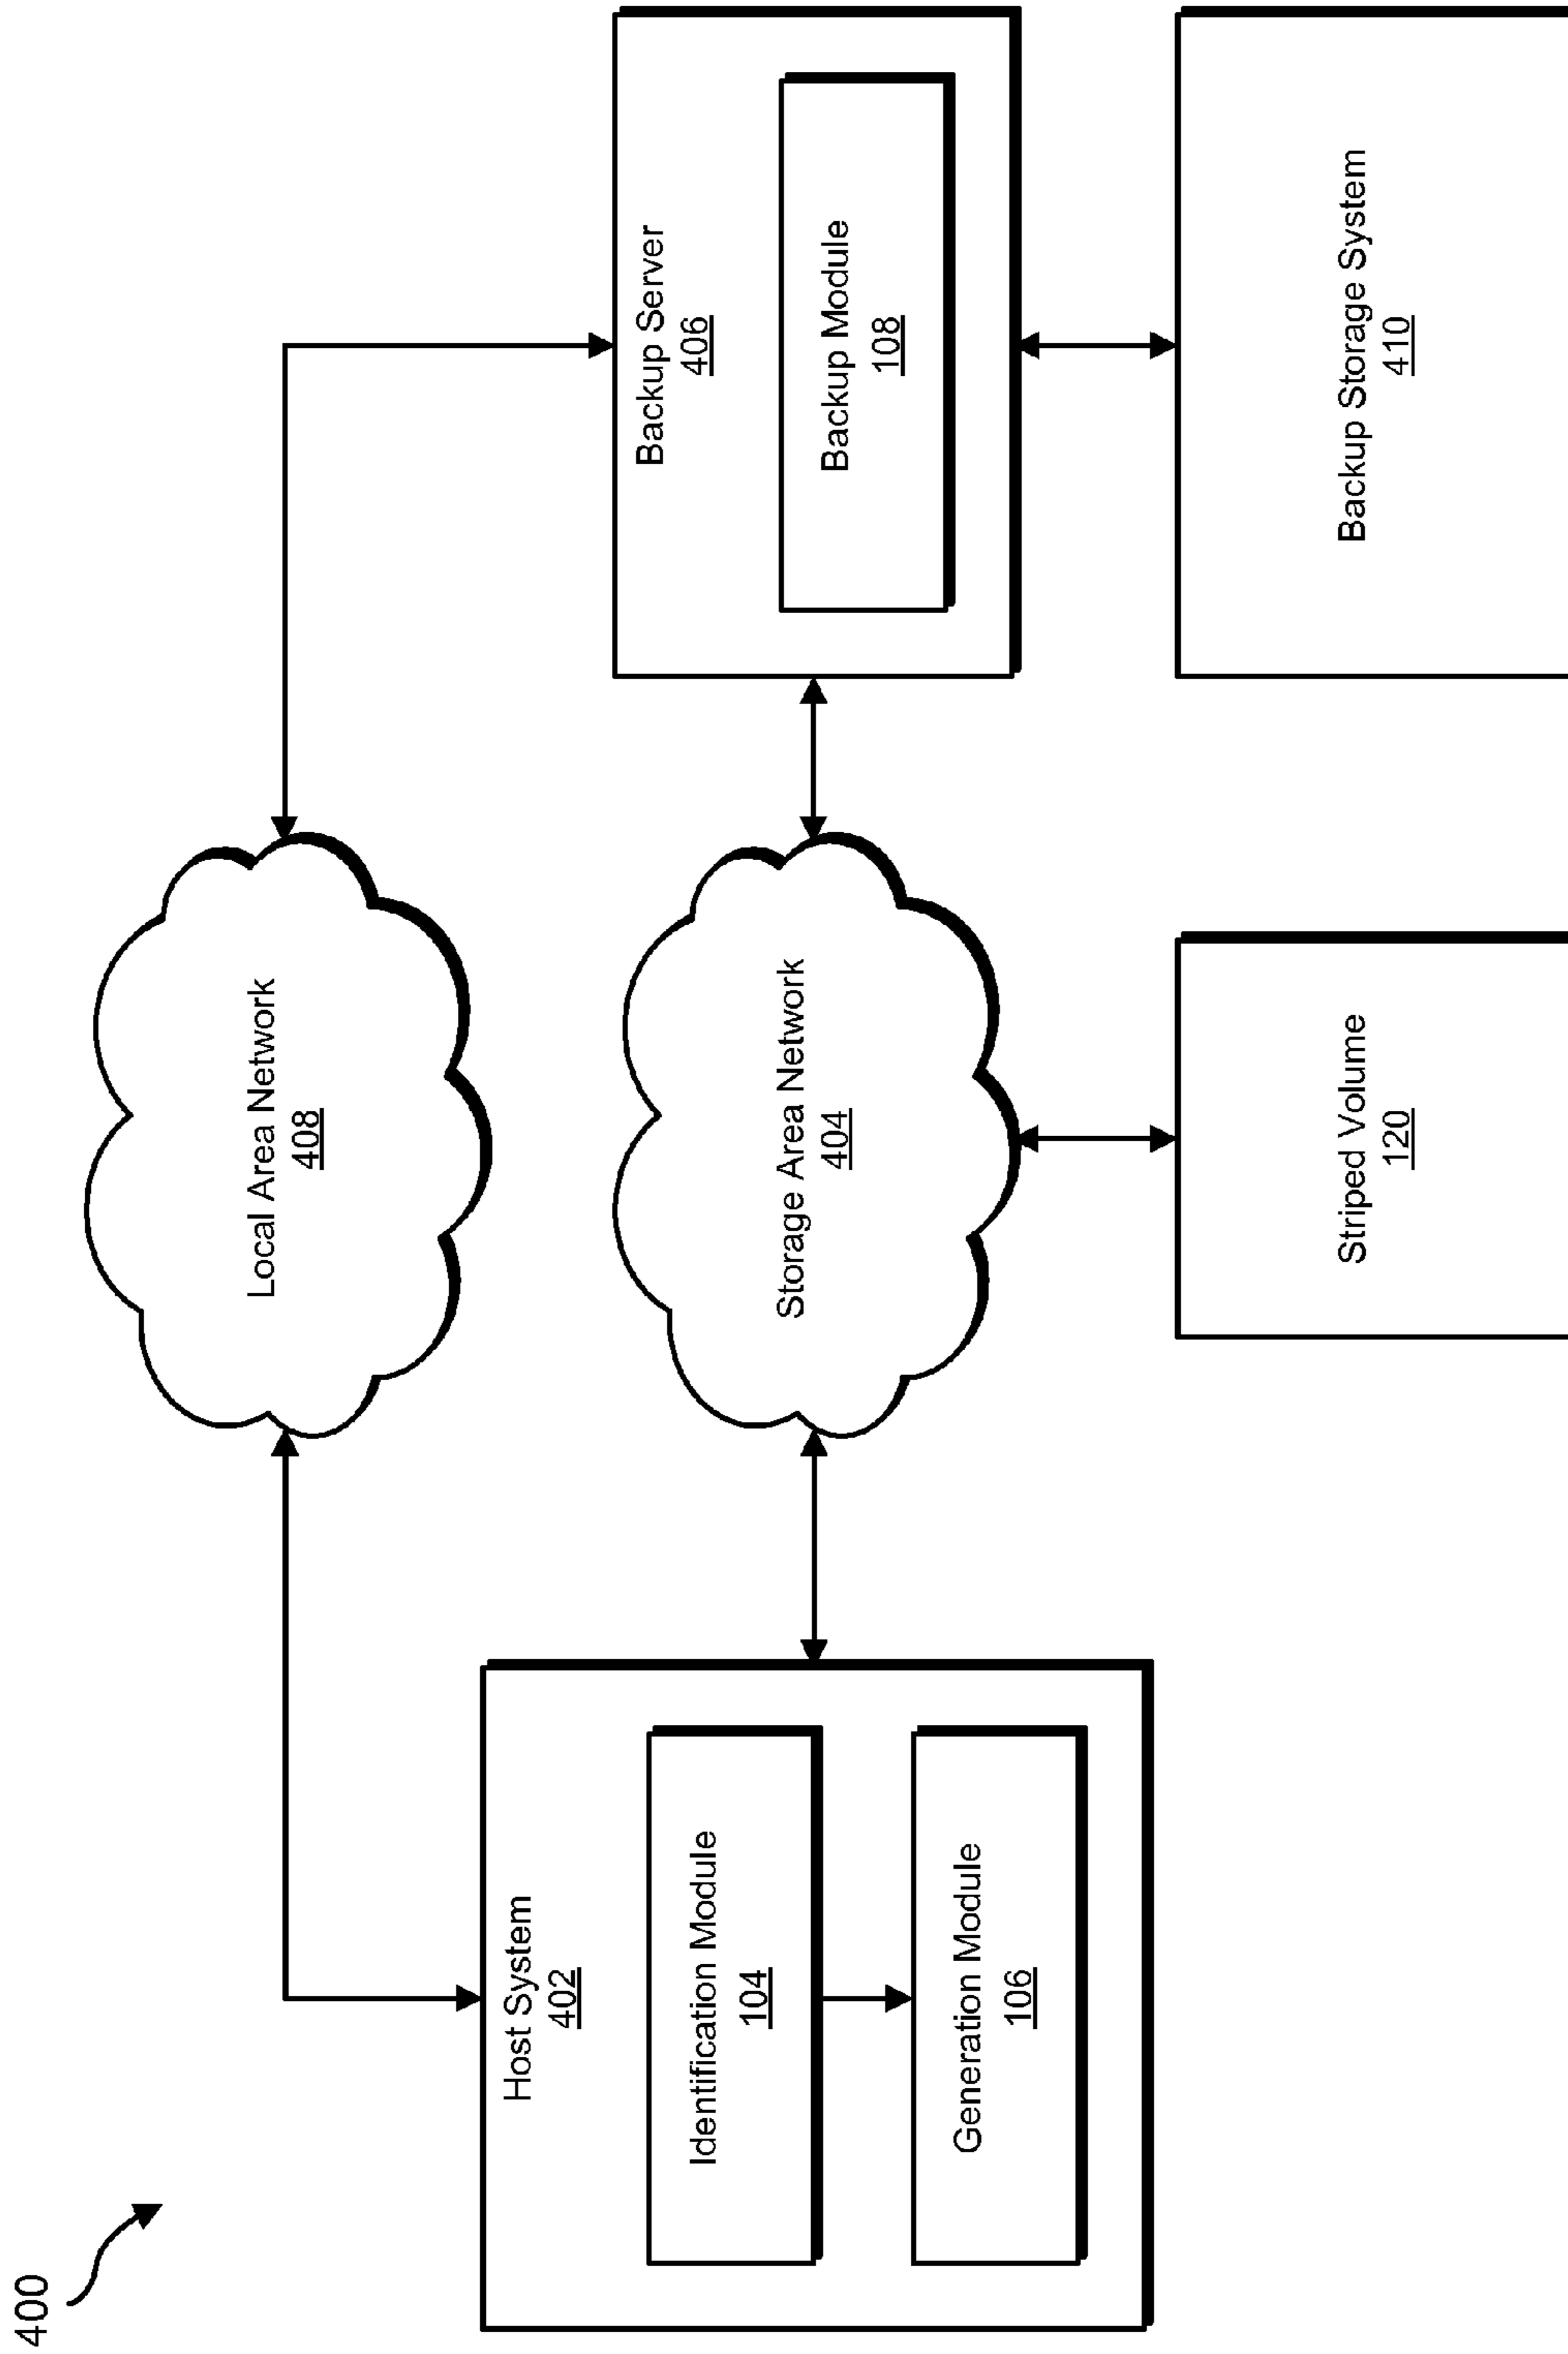 400
Local Area Network
408
Host System
402
Identification Module
104
Generation Module
106
Storage Area Network
404
Backup Server
406
Backup Module
108
Striped Volume
120
Backup Storage System
410